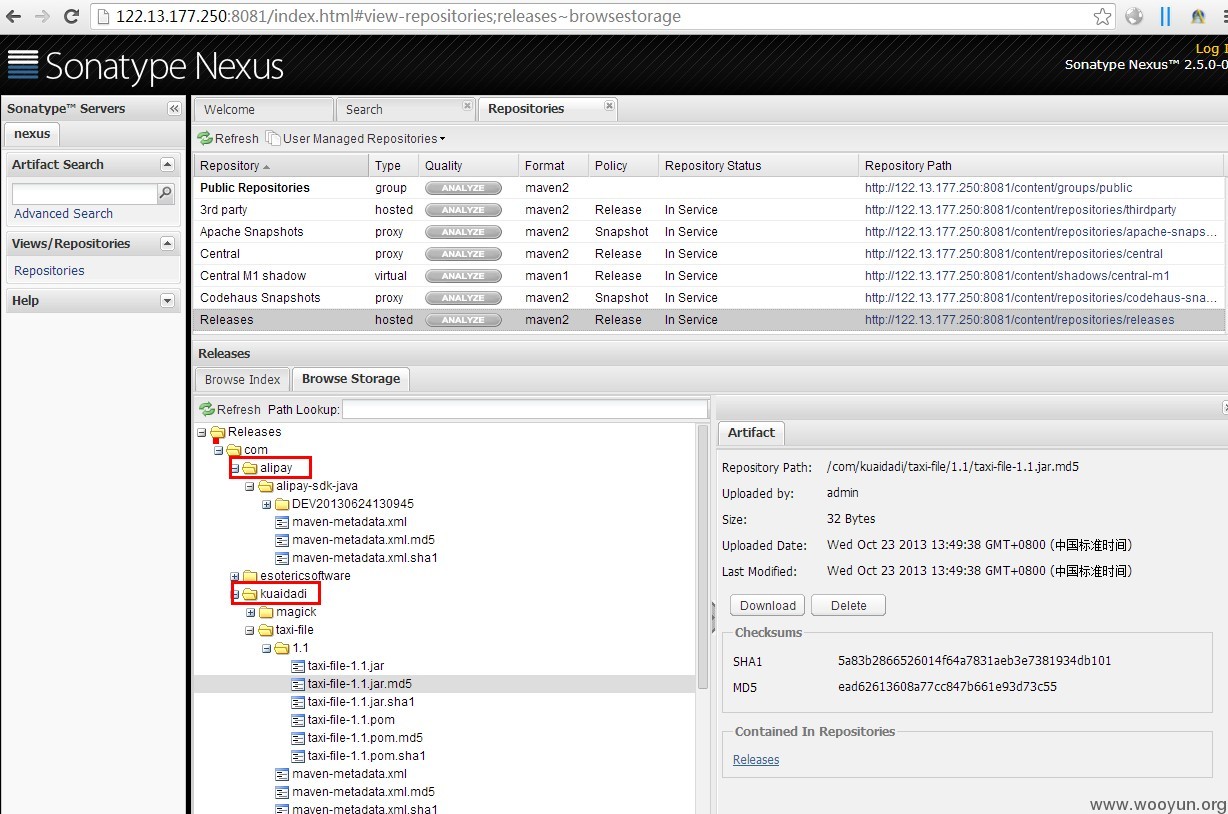 122.13.177.250:8081/index.html#view-repositories;releases~browsestorage
Log I
Sonatype Nexus
Sonatype Nexus™ 2.5.0-0
Sonatype™ Servers
nexus
Artifact Search
Advanced Search
Views/Repositories
Repositories
Help
Welcome Search Repositories
Refresh User Managed Repositories
Repository Type Quality Format Policy Repository Status Repository Path
Public Repositories group ANALYZE maven2 http://122.13.177.250:8081/content/groups/public
3rd party hosted ANALYZE maven2 Release In Service http://122.13.177.250:8081/content/repositories/thirdparty
Apache Snapshots proxy ANALYZE maven2 Snapshot In Service http://122.13.177.250:8081/content/repositories/apache-snaps...
Central proxy ANALYZE maven2 Release In Service http://122.13.177.250:8081/content/repositories/central
Central M1 shadow virtual ANALYZE maven1 Release In Service http://122.13.177.250:8081/content/shadows/central-m1
Codehaus Snapshots proxy ANALYZE maven2 Snapshot In Service http://122.13.177.250:8081/content/repositories/codehaus-sna...
Releases hosted ANALYZE maven2 Release In Service http://122.13.177.250:8081/content/repositories/releases
Releases
Browse Index Browse Storage
Refresh Path Lookup:
Releases
com
alipay
alipay-sdk-java
DEV20130624130945
maven-metadata.xml
maven-metadata.xml.md5
maven-metadata.xml.sha1
esotericsoftware
kuaidadi
magick
taxi-file
1.1
taxi-file-1.1.jar
taxi-file-1.1.jar.md5
taxi-file-1.1.jar.sha1
taxi-file-1.1.pom
taxi-file-1.1.pom.md5
taxi-file-1.1.pom.sha1
maven-metadata.xml
maven-metadata.xml.md5
maven-metadata.xml.sha1
Artifact
Repository Path: /com/kuaidadi/taxi-file/1.1/taxi-file-1.1.jar.md5
Uploaded by: admin
Size: 32 Bytes
Uploaded Date: Wed Oct 23 2013 13:49:38 GMT+0800 (中国标准时间)
Last Modified: Wed Oct 23 2013 13:49:38 GMT+0800 (中国标准时间)
Download Delete
Checksums
SHA1 5a83b2866526014f64a7831aeb3e7381934db101
MD5 ead62613608a77cc847b661e93d73c55
Contained In Repositories
Releases
www.wooyun.org